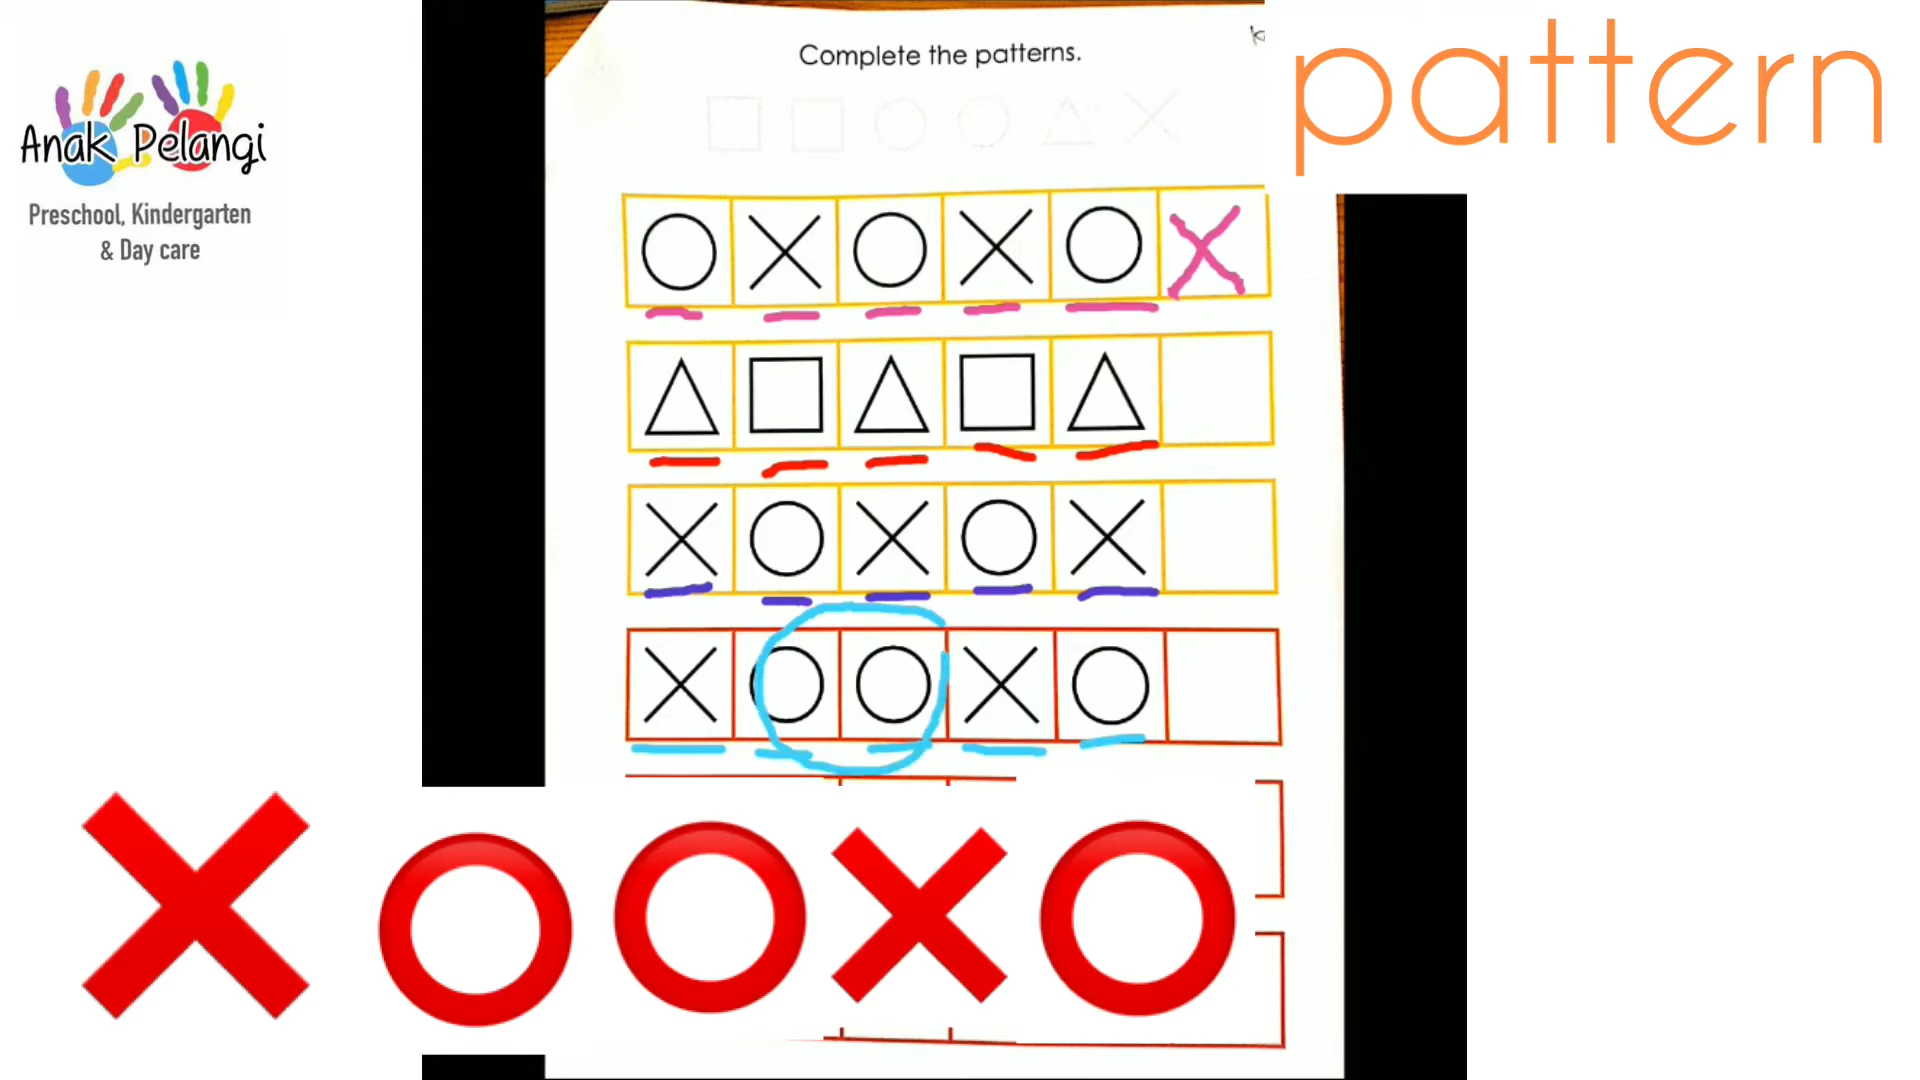 Anak Pelangi
Preschool, Kindergarten
& Day care
Complete the patterns.
pattern